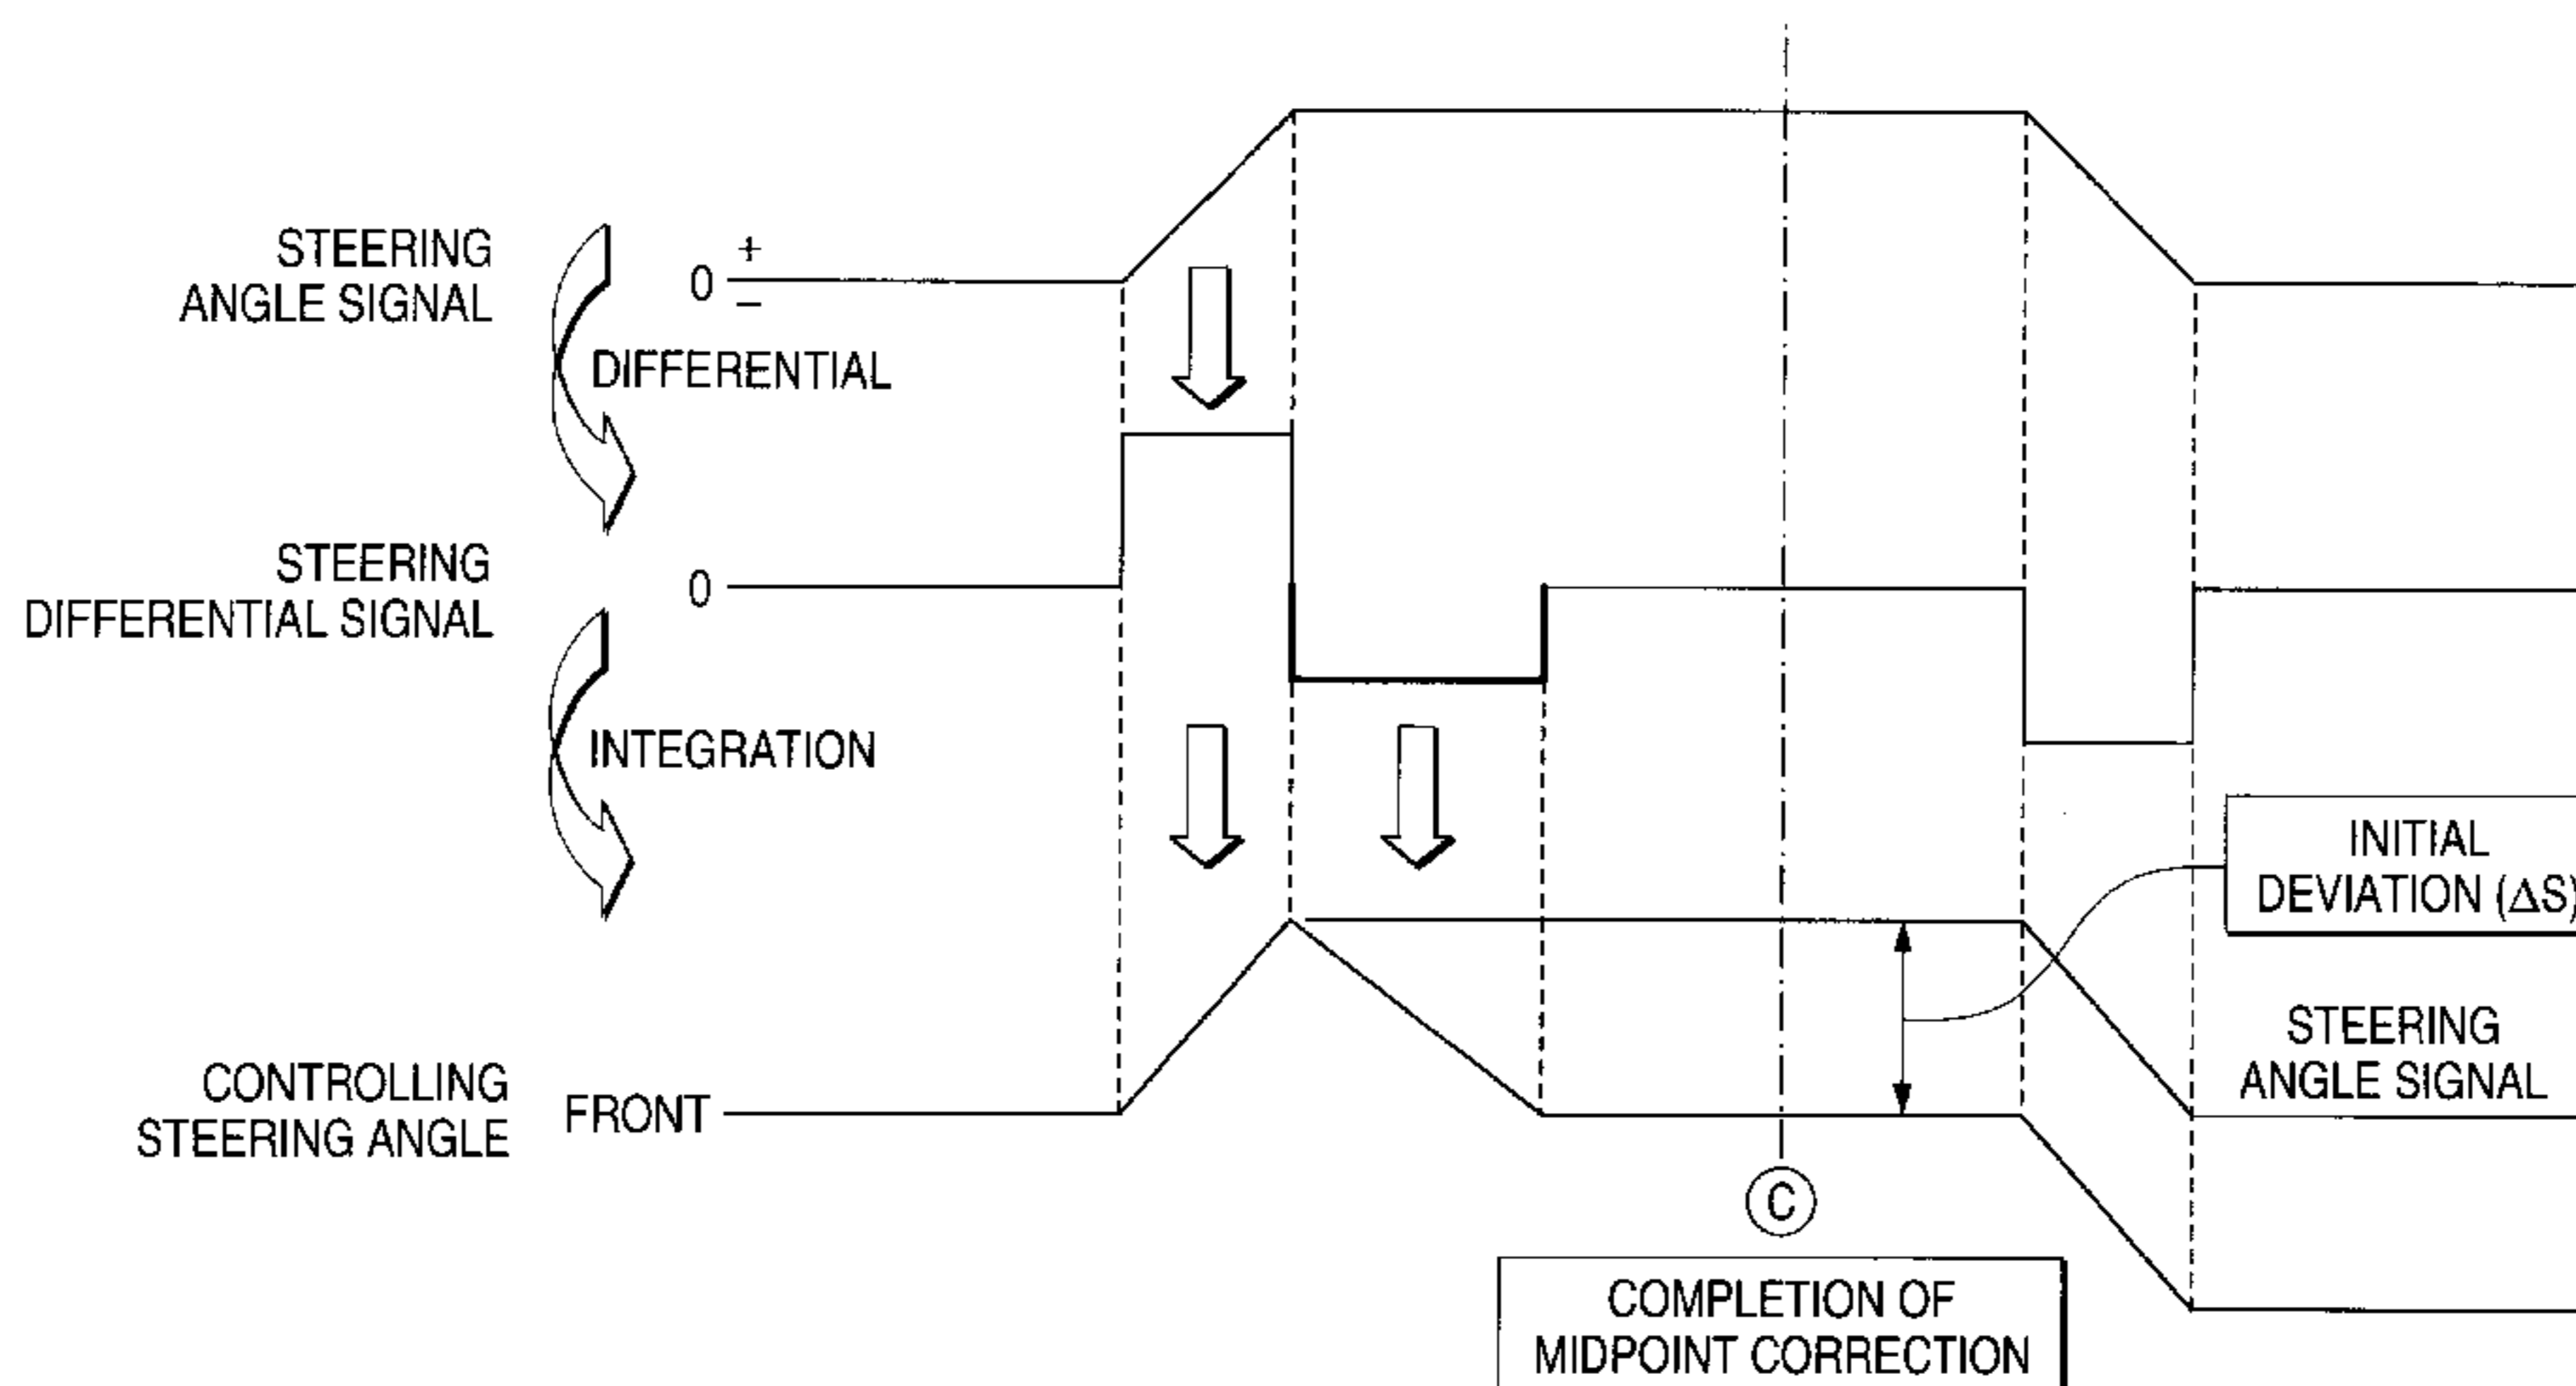 STEERING
ANGLE SIGNAL
0
+
−
DIFFERENTIAL
STEERING
DIFFERENTIAL SIGNAL
0
INTEGRATION
INITIAL
DEVIATION (ΔS)
STEERING
ANGLE SIGNAL
CONTROLLING
STEERING ANGLE
FRONT
C
COMPLETION OF
MIDPOINT CORRECTION